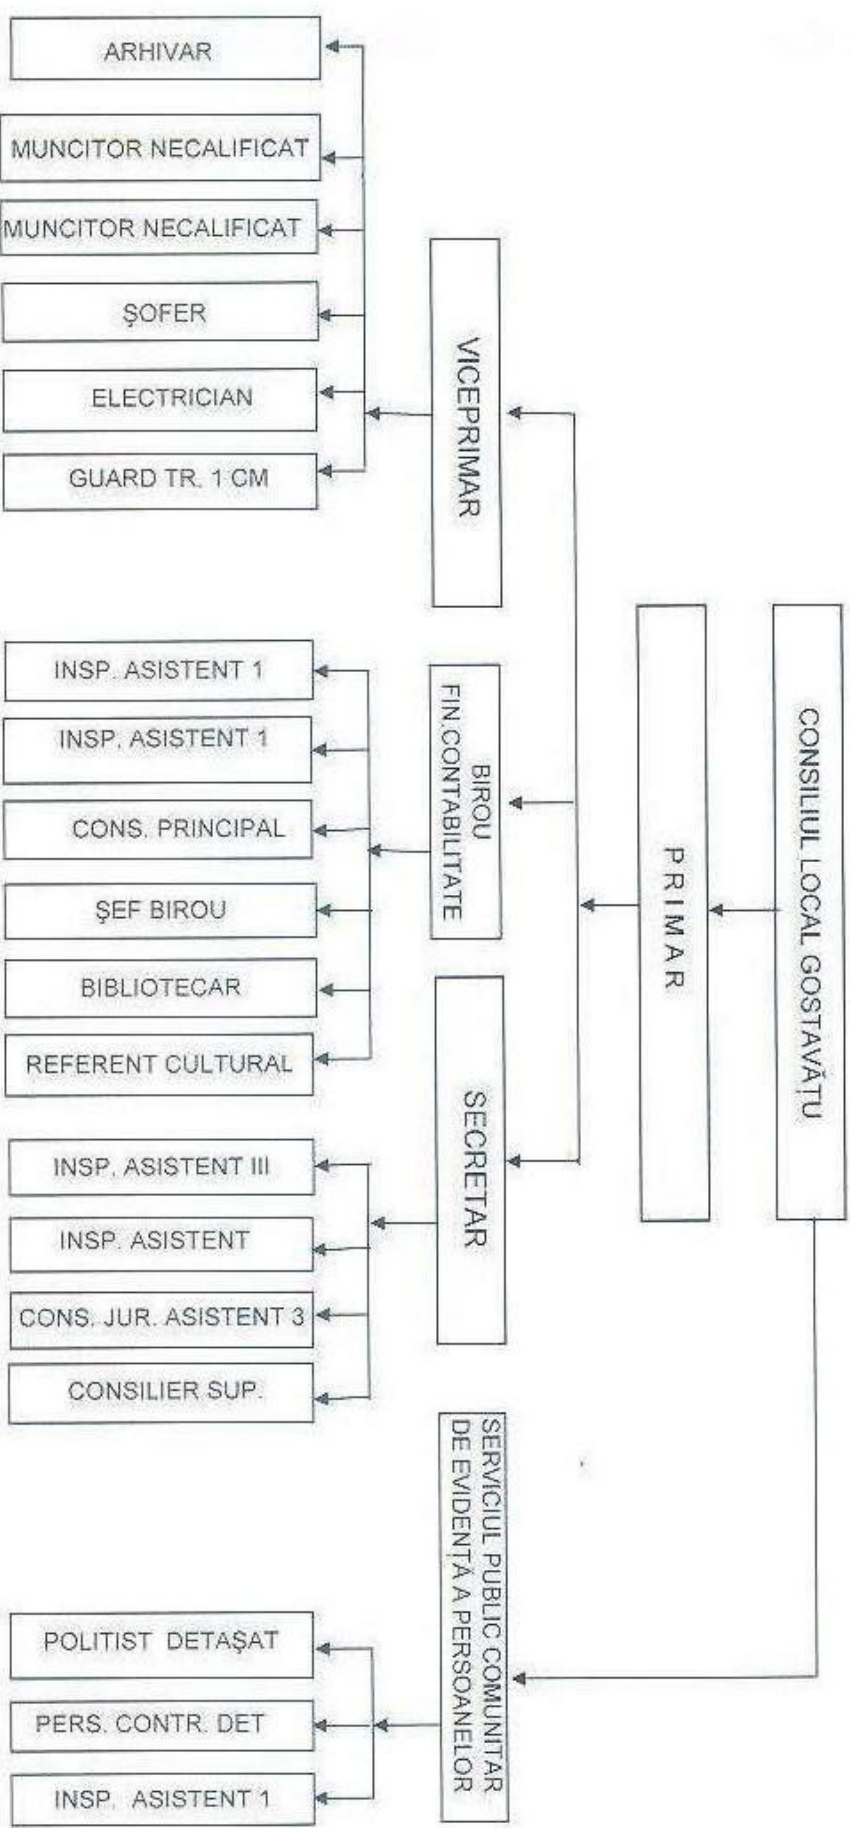 CONSILIUL LOCAL GOSTAVĂŢU
P R I M A R
VICEPRIMAR
ARHIVAR
MUNCITOR NECALIFICAT
MUNCITOR NECALIFICAT
ŞOFER
ELECTRICIAN
GUARD TR. 1 CM
BIROU
FIN.CONTABILITATE
INSP. ASISTENT 1
INSP. ASISTENT 1
CONS. PRINCIPAL
ŞEF BIROU
BIBLIOTECAR
REFERENT CULTURAL
SECRETAR
INSP. ASISTENT III
INSP. ASISTENT
CONS. JUR. ASISTENT 3
CONSILIER SUP.
SERVICIUL PUBLIC COMUNITAR
DE EVIDENŢĂ A PERSOANELOR
POLITIST DETAŞAT
PERS. CONTR. DET
INSP. ASISTENT 1